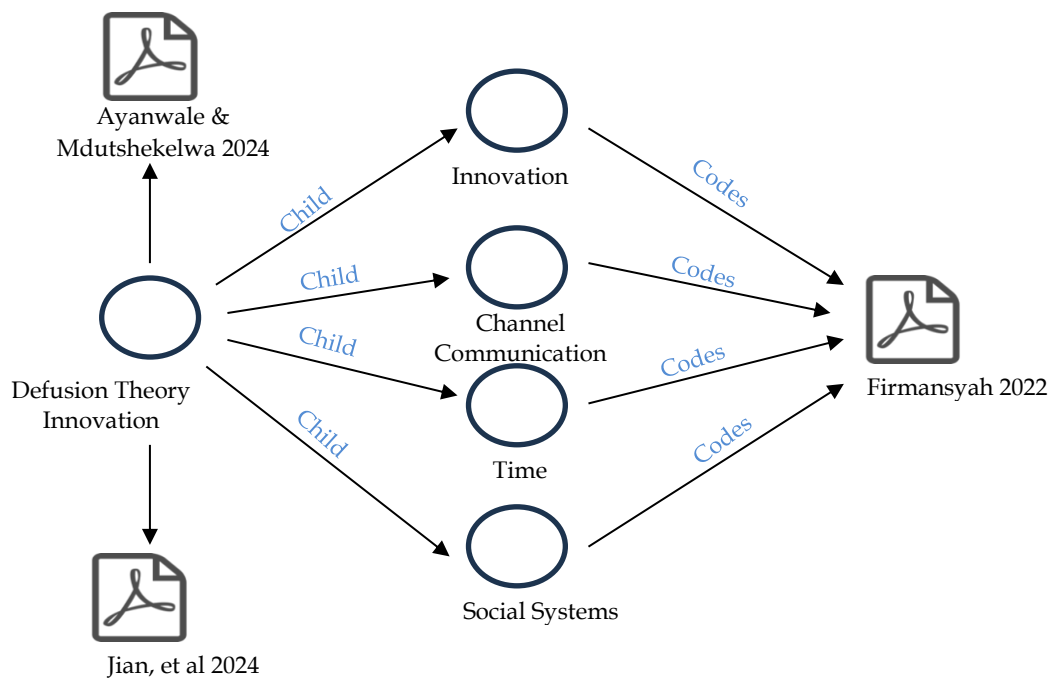 Ayanwale &
Mdutshekelwa 2024
Innovation
Child
Codes
Channel
Communication
Child
Codes
Defusion Theory
Innovation
Child
Codes
Time
Firmansyah 2022
Child
Codes
Social Systems
Jian, et al 2024